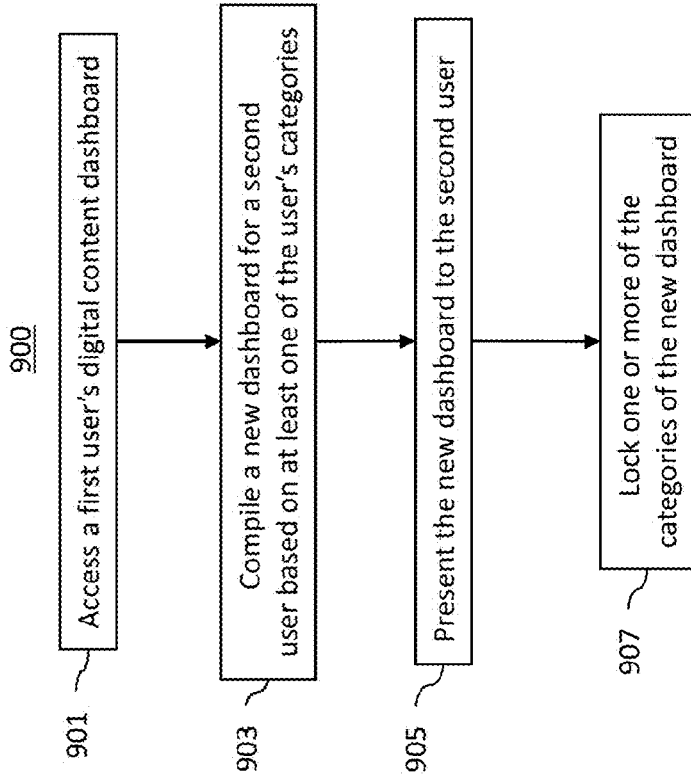 900
901
Access a first user's digital content dashboard
903
Compile a new dashboard for a second
user based on at least one of the user's categories
905
Present the new dashboard to the second user
907
Lock one or more of the
categories of the new dashboard